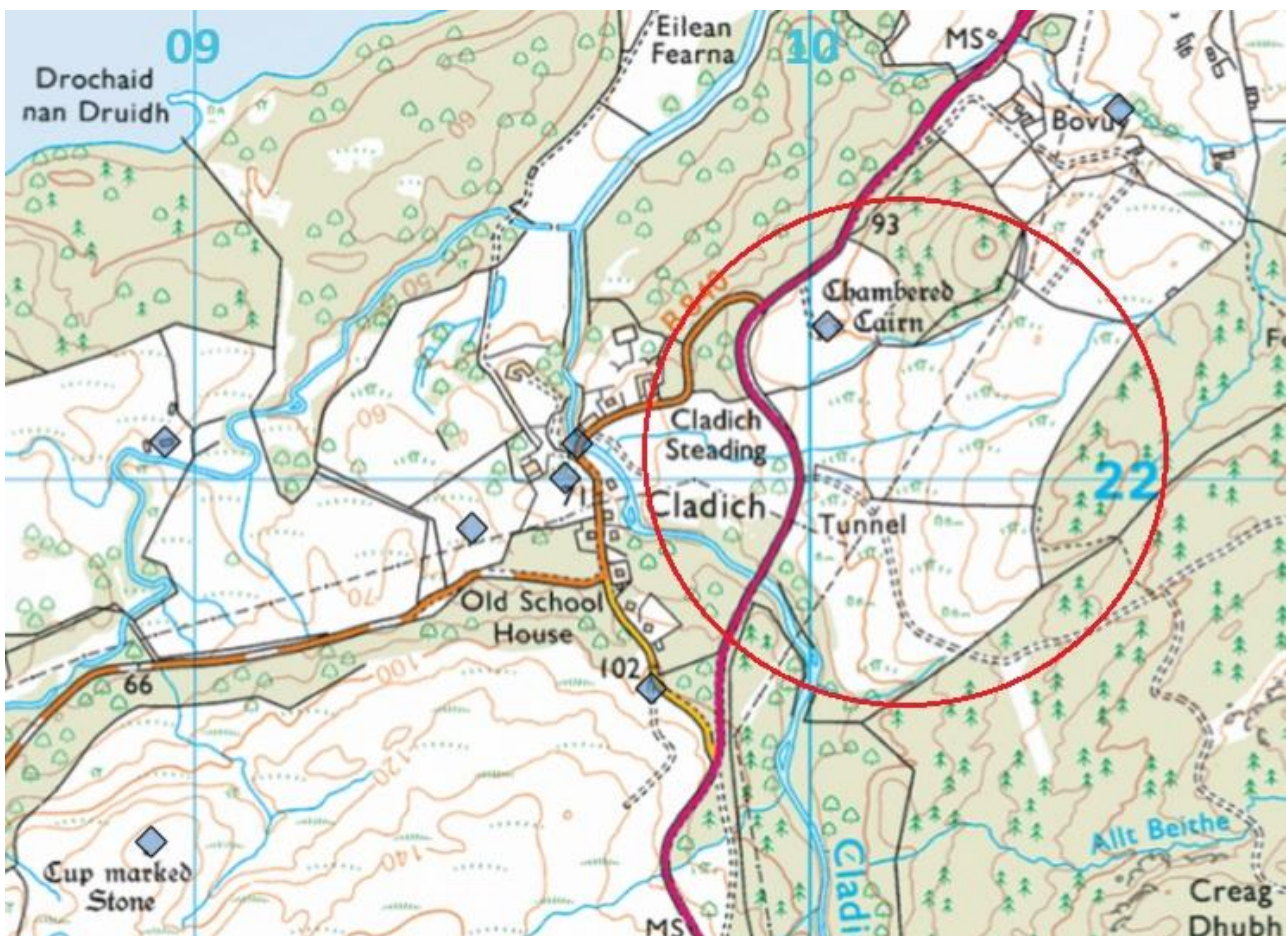 09
Eilean
Fearna
10
MS
Drochaid
nan Druidh
60
Bovuy
93
B 840
Chambered
Cairn
50
60
Cladich
Steading
22
71
Cladich
Tunnel
70
Old School
House
100
102
66
120
140
Allt Beithe
Cup marked
Stone
Cladi
Creag
Dhubh
MS